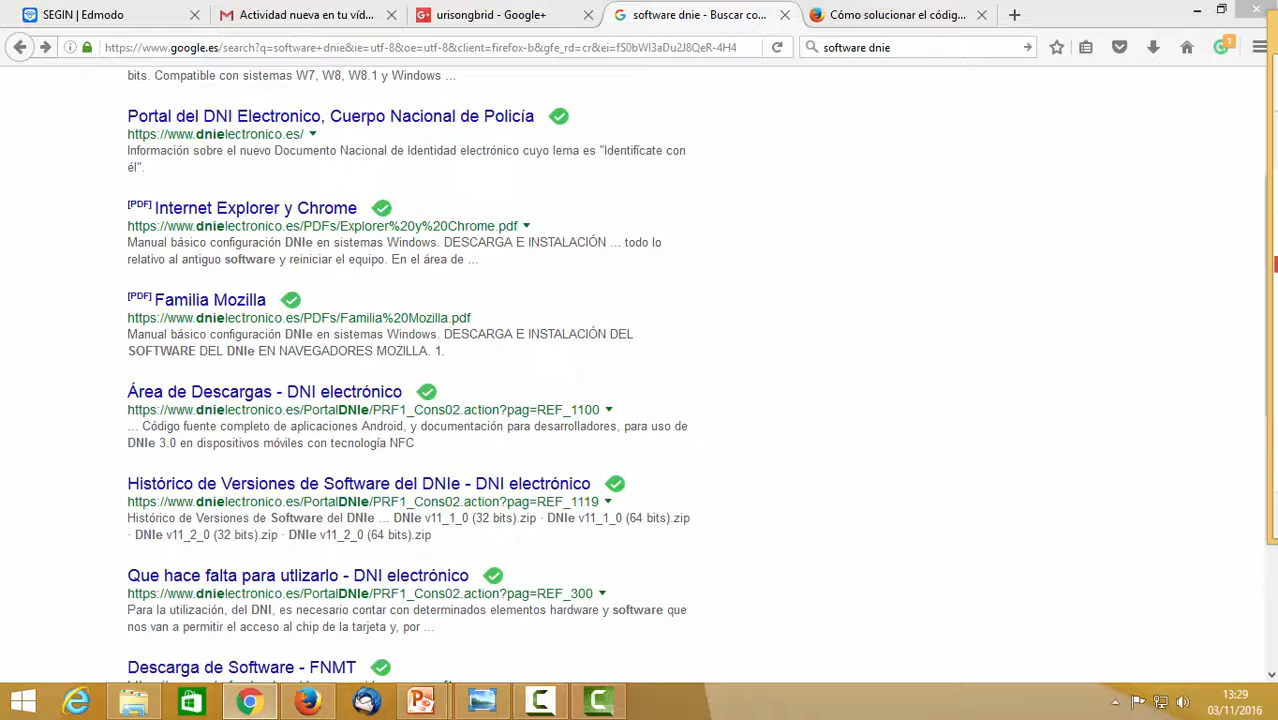 SEGIN | Edmodo
Actividad nueva en tu víd...
urisongbrid - Google+
software dnie - Buscar co...
Cómo solucionar el códig...
https://www.google.es/search?q=software+dnie&ie=utf-8&oe=utf-8&client=firefox-b&gfe_rd=cr&ei=fS0bWI3aDu2J8QeR-4H4
software dnie
1
bits. Compatible con sistemas W7, W8, W8.1 y Windows ...
Portal del DNI Electronico, Cuerpo Nacional de Policía
https://www.dnielectronico.es/
Información sobre el nuevo Documento Nacional de Identidad electrónico cuyo lema es "Identifícate con
él".
[PDF] Internet Explorer y Chrome
https://www.dnielectronico.es/PDFs/Explorer%20y%20Chrome.pdf
Manual básico configuración DNIe en sistemas Windows. DESCARGA E INSTALACIÓN ... todo lo
relativo al antiguo software y reiniciar el equipo. En el área de ...
[PDF] Familia Mozilla
https://www.dnielectronico.es/PDFs/Familia%20Mozilla.pdf
Manual básico configuración DNIe en sistemas Windows. DESCARGA E INSTALACIÓN DEL
SOFTWARE DEL DNIe EN NAVEGADORES MOZILLA. 1.
Área de Descargas - DNI electrónico
https://www.dnielectronico.es/PortalDNIe/PRF1_Cons02.action?pag=REF_1100
... Código fuente completo de aplicaciones Android, y documentación para desarrolladores, para uso de
DNIe 3.0 en dispositivos móviles con tecnología NFC
Histórico de Versiones de Software del DNIe - DNI electrónico
https://www.dnielectronico.es/PortalDNIe/PRF1_Cons02.action?pag=REF_1119
Histórico de Versiones de Software del DNIe ... DNIe v11_1_0 (32 bits).zip · DNIe v11_1_0 (64 bits).zip
· DNIe v11_2_0 (32 bits).zip · DNIe v11_2_0 (64 bits).zip
Que hace falta para utlizarlo - DNI electrónico
https://www.dnielectronico.es/PortalDNIe/PRF1_Cons02.action?pag=REF_300
Para la utilización, del DNI, es necesario contar con determinados elementos hardware y software que
nos van a permitir el acceso al chip de la tarjeta y, por ...
Descarga de Software - FNMT
13:29
03/11/2016